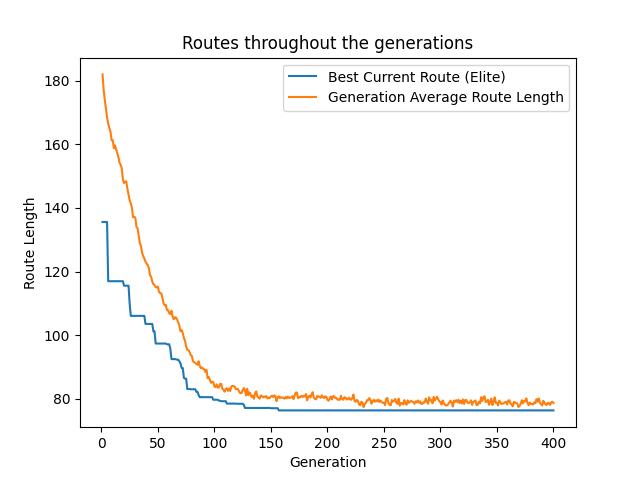 Routes throughout the generations
Best Current Route (Elite)
Generation Average Route Length
Route Length
180
160
140
120
100
80
0 50 100 150 200 250 300 350 400
Generation